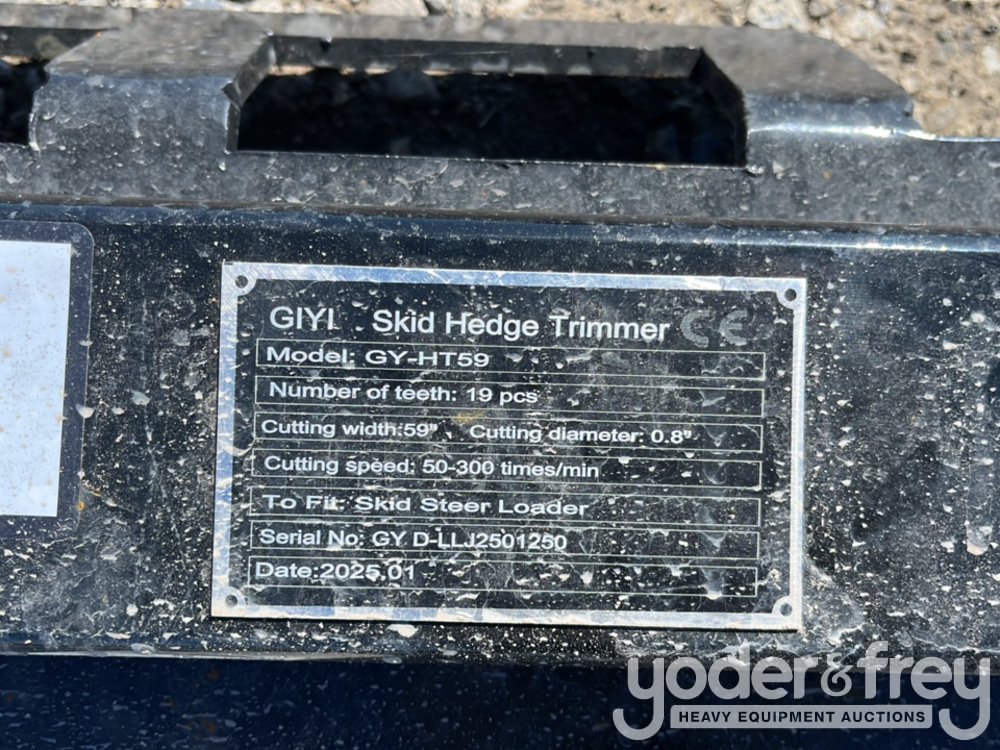 GIYI Skid Hedge Trimmer CE
Model: GY-HT59
Number of teeth: 19 pcs
Cutting width:59" Cutting diameter: 0.8"
Cutting speed: 50-300 times/min
To Fit: Skid Steer Loader
Serial No: GY D-LLJ2501250
Date:2025.01
yoder&frey
HEAVY EQUIPMENT AUCTIONS